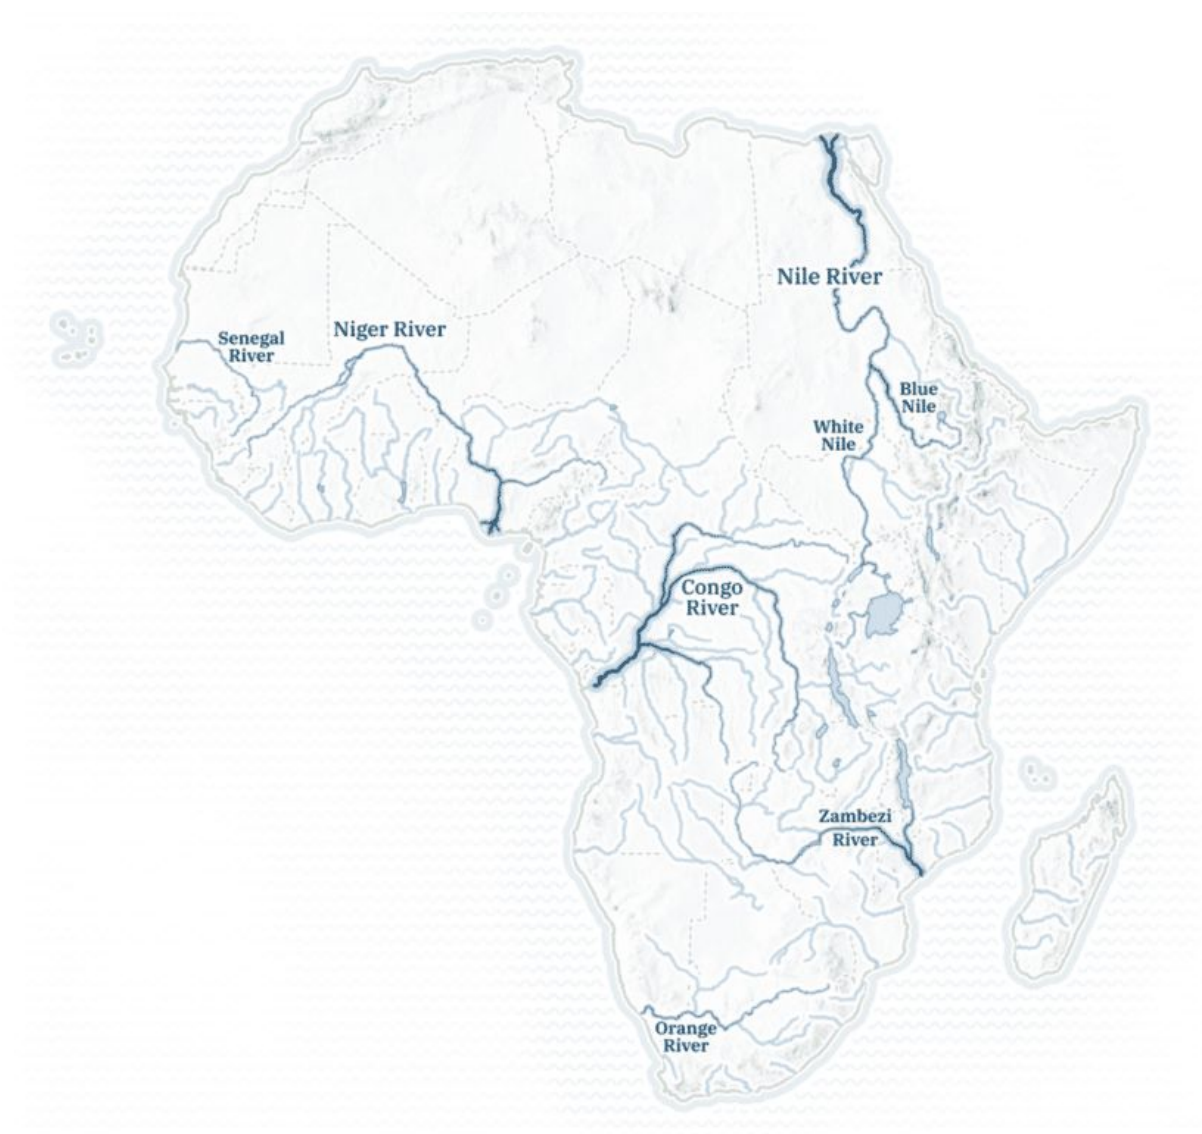 Nile River
Senegal
River
Niger River
Blue
Nile
White
Nile
Congo
River
Zambezi
River
Orange
River